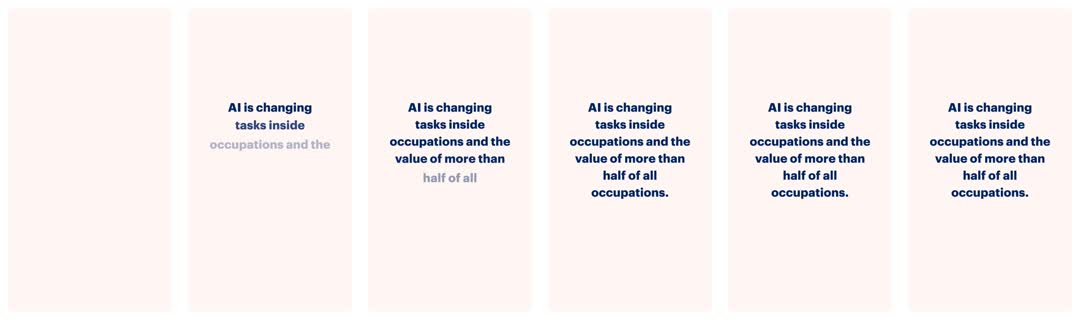 AI is changing
tasks inside
occupations and the
AI is changing
tasks inside
occupations and the
value of more than
half of all
AI is changing
tasks inside
occupations and the
value of more than
half of all
occupations.
AI is changing
tasks inside
occupations and the
value of more than
half of all
occupations.
AI is changing
tasks inside
occupations and the
value of more than
half of all
occupations.